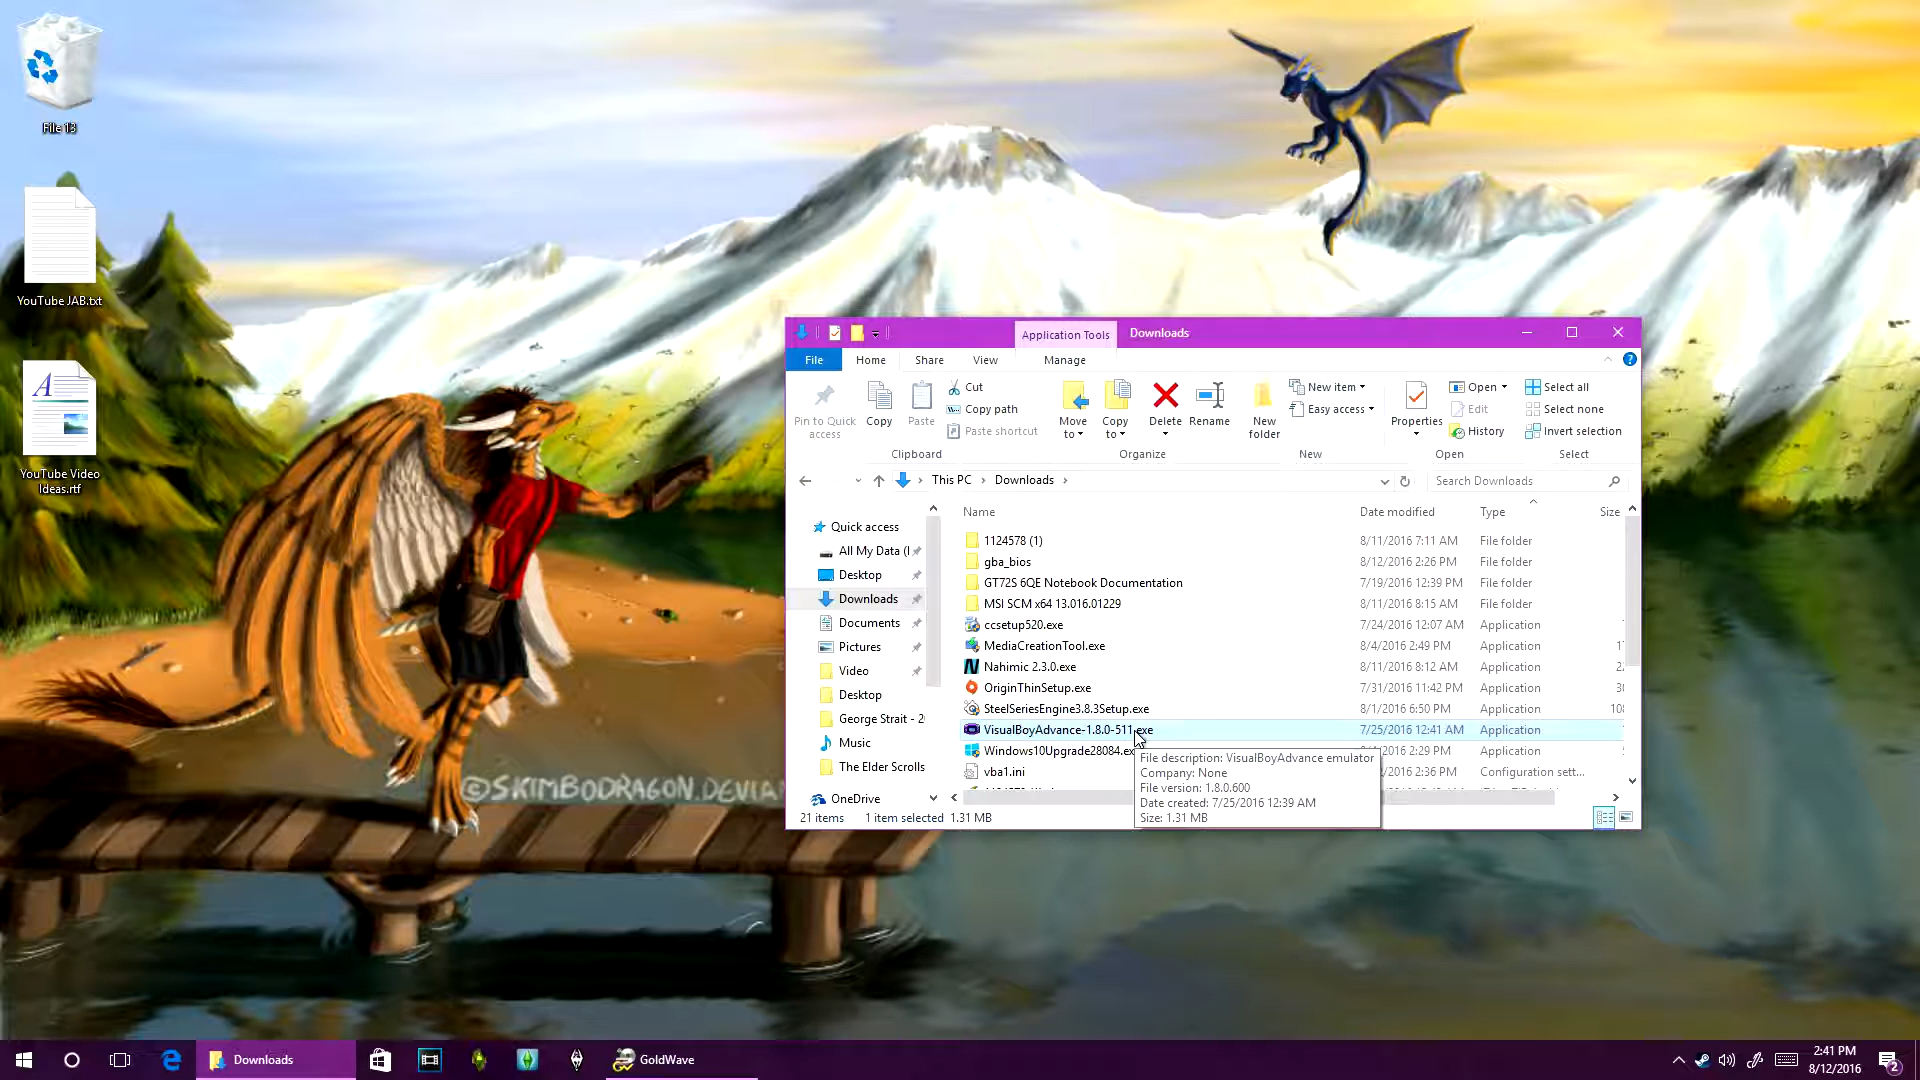 File 13
YouTube JAB.txt
YouTube Video
Ideas.rtf
©SKIMBODRAGON.DEVIAN
Application Tools
Downloads
File
Home
Share
View
Manage
Pin to Quick
access
Copy
Paste
Cut
Copy path
Paste shortcut
Clipboard
Move
to
Copy
to
Delete
Rename
Organize
New
folder
New item
Easy access
New
Properties
Open
Edit
History
Open
Select all
Select none
Invert selection
Select
This PC > Downloads >
Search Downloads
Quick access
All My Data (
Desktop
Downloads
Documents
Pictures
Video
Desktop
George Strait - 2
Music
The Elder Scrolls
OneDrive
Name Date modified Type Size
1124578 (1) 8/11/2016 7:11 AM File folder
gba_bios 8/12/2016 2:26 PM File folder
GT72S 6QE Notebook Documentation 7/19/2016 12:39 PM File folder
MSI SCM x64 13.016.01229 8/11/2016 8:15 AM File folder
ccsetup520.exe 7/24/2016 12:07 AM Application
MediaCreationTool.exe 8/4/2016 2:49 PM Application 1
Nahimic 2.3.0.exe 8/11/2016 8:12 AM Application 2
OriginThinSetup.exe 7/31/2016 11:42 PM Application 3
SteelSeriesEngine3.8.3Setup.exe 8/1/2016 6:50 PM Application 10
VisualBoyAdvance-1.8.0-511.exe 7/25/2016 12:41 AM Application
Windows10Upgrade28084.ex 2:29 PM Application
vba1.ini 2:36 PM Configuration sett...
File description: VisualBoyAdvance emulator
Company: None
File version: 1.8.0.600
Date created: 7/25/2016 12:39 AM
Size: 1.31 MB
21 items 1 item selected 1.31 MB
Downloads
GoldWave
2:41 PM
8/12/2016
2